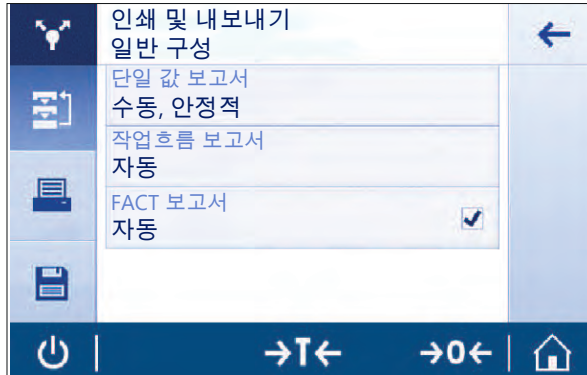 인쇄 및 내보내기
일반 구성
단일 값 보고서
수동, 안정적
작업흐름 보고서
자동
FACT 보고서
자동
→T← →0←